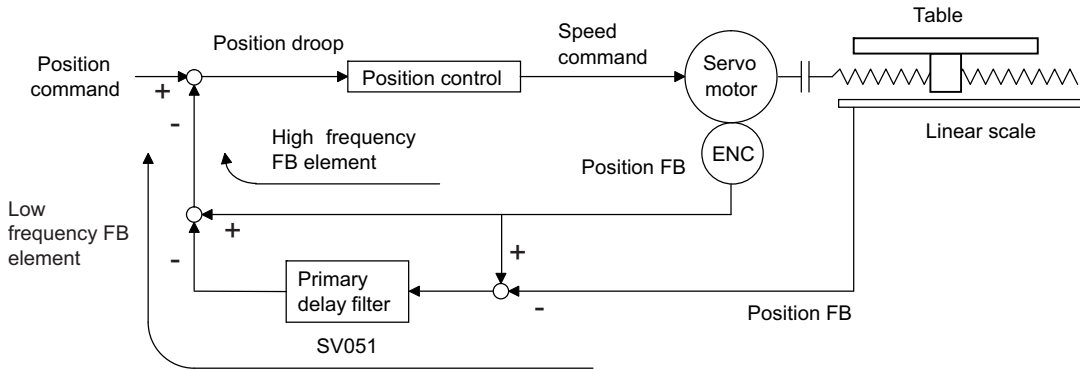 Table
Speed
command
Position droop
Servo
motor
Position
command
Position control
+
-
Linear scale
High frequency
FB element
ENC
Position FB
Low
frequency FB
element
+
+
-
Primary
delay filter
-
Position FB
SV051